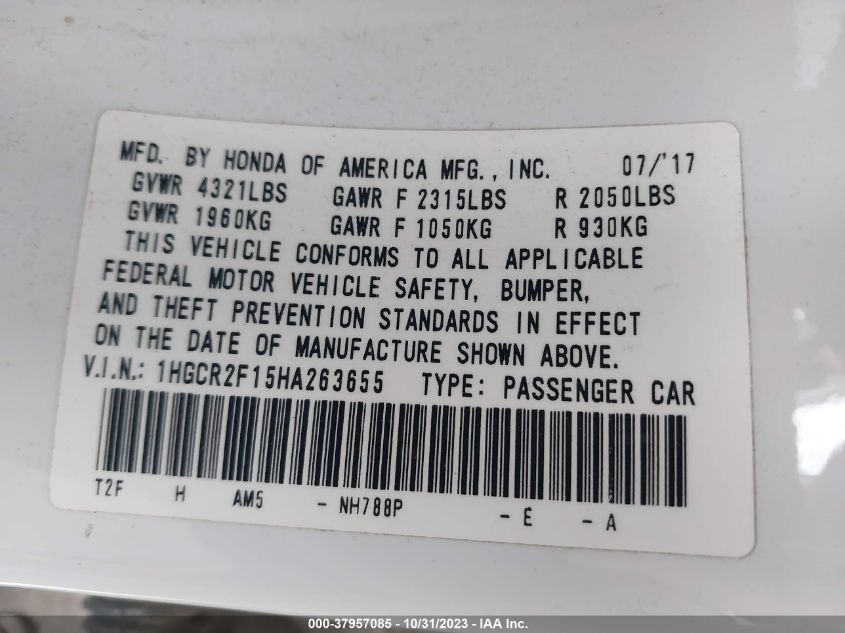 MFD. BY HONDA OF AMERICA MFG., INC. 07/'17
GVWR 4321LBS GAWR F 2315LBS R 2050LBS
GVWR 1960KG GAWR F 1050KG R 930KG
THIS VEHICLE CONFORMS TO ALL APPLICABLE
FEDERAL MOTOR VEHICLE SAFETY, BUMPER,
AND THEFT PREVENTION STANDARDS IN EFFECT
ON THE DATE OF MANUFACTURE SHOWN ABOVE.
V.I.N.: 1HGCR2F15HA263655 TYPE: PASSENGER CAR
T2F H AM5 - NH788P - E - A
000-37957085 - 10/31/2023 - IAA Inc.